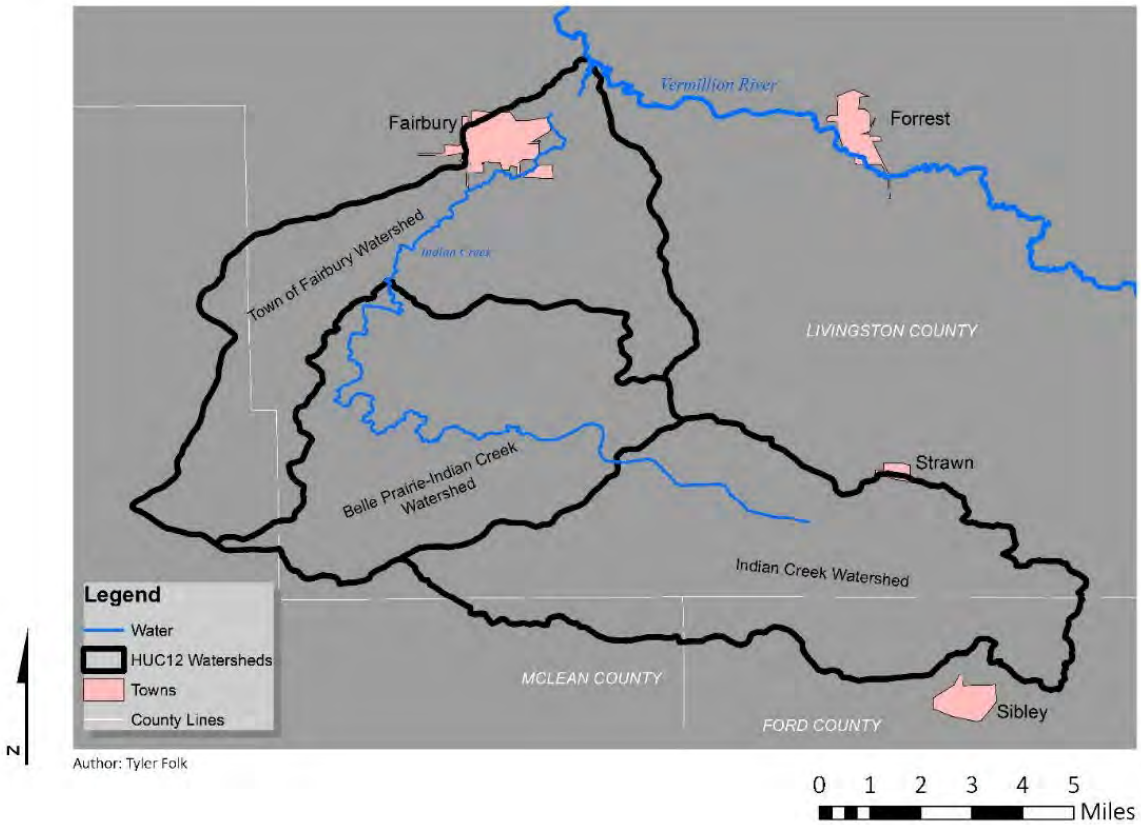 Vermillion River
Fairbury
Forrest
Town of Fairbury Watershed
Indian Creek
LIVINGSTON COUNTY
Strawn
Belle Prairie-Indian Creek
Watershed
Indian Creek Watershed
Legend
Water
HUC12 Watersheds
Towns
County Lines
MCLEAN COUNTY
FORD COUNTY
Sibley
N
Author: Tyler Folk
0 1 2 3 4 5
Miles